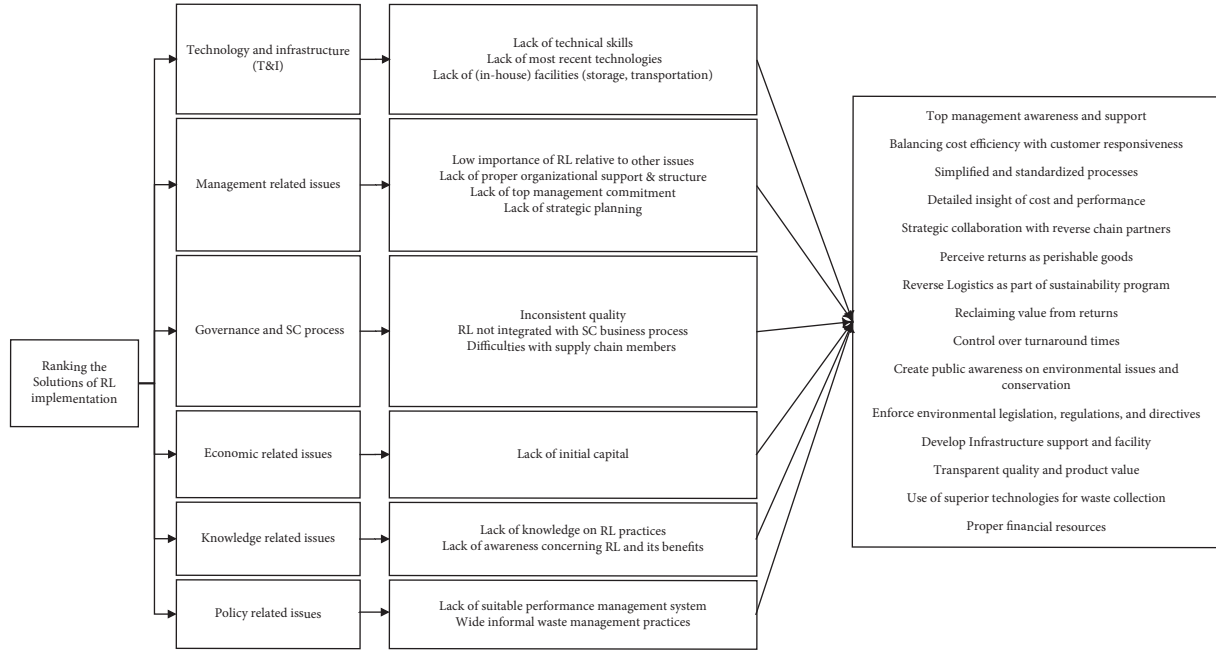 Ranking the
Solutions of RL
implementation
Technology and infrastructure
(T&I)
Lack of technical skills
Lack of most recent technologies
Lack of (in-house) facilities (storage, transportation)
Management related issues
Low importance of RL relative to other issues
Lack of proper organizational support & structure
Lack of top management commitment
Lack of strategic planning
Governance and SC process
Inconsistent quality
RL not integrated with SC business process
Difficulties with supply chain members
Economic related issues
Lack of initial capital
Knowledge related issues
Lack of knowledge on RL practices
Lack of awareness concerning RL and its benefits
Policy related issues
Lack of suitable performance management system
Wide informal waste management practices
Top management awareness and support
Balancing cost efficiency with customer responsiveness
Simplified and standardized processes
Detailed insight of cost and performance
Strategic collaboration with reverse chain partners
Perceive returns as perishable goods
Reverse Logistics as part of sustainability program
Reclaiming value from returns
Control over turnaround times
Create public awareness on environmental issues and
conservation
Enforce environmental legislation, regulations, and directives
Develop Infrastructure support and facility
Transparent quality and product value
Use of superior technologies for waste collection
Proper financial resources